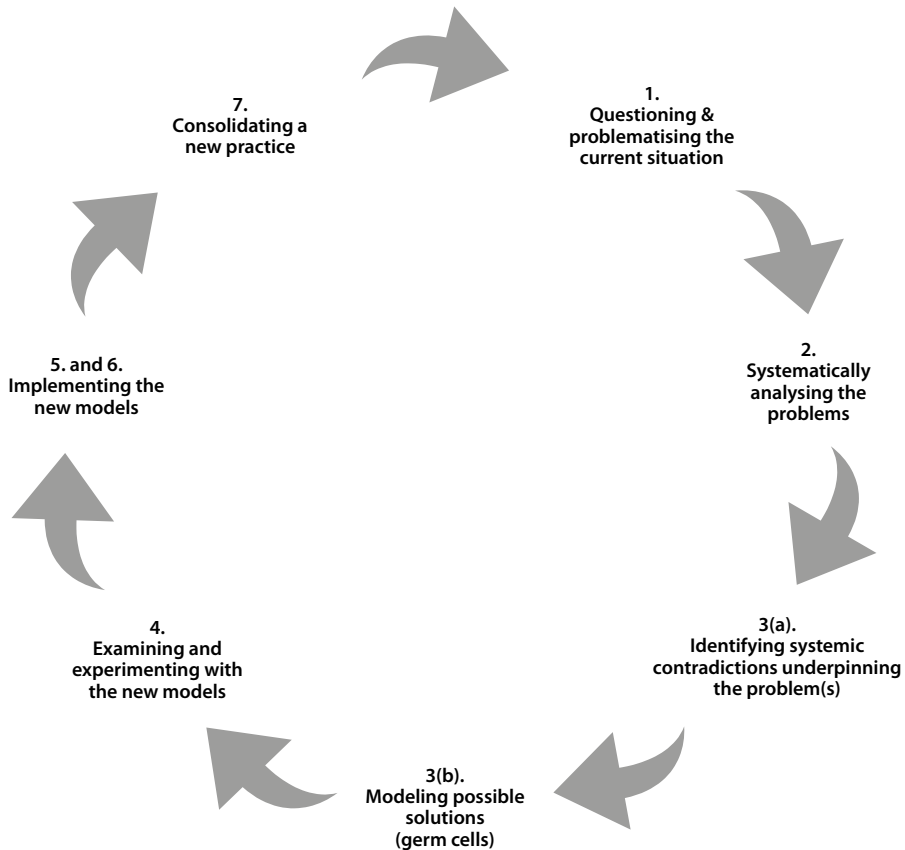 1.
Questioning &
problematising the
current situation
2.
Systematically
analysing the
problems
3(a).
Identifying systemic
contradictions underpinning
the problem(s)
3(b).
Modeling possible
solutions
(germ cells)
4.
Examining and
experimenting with
the new models
5. and 6.
Implementing the
new models
7.
Consolidating a
new practice